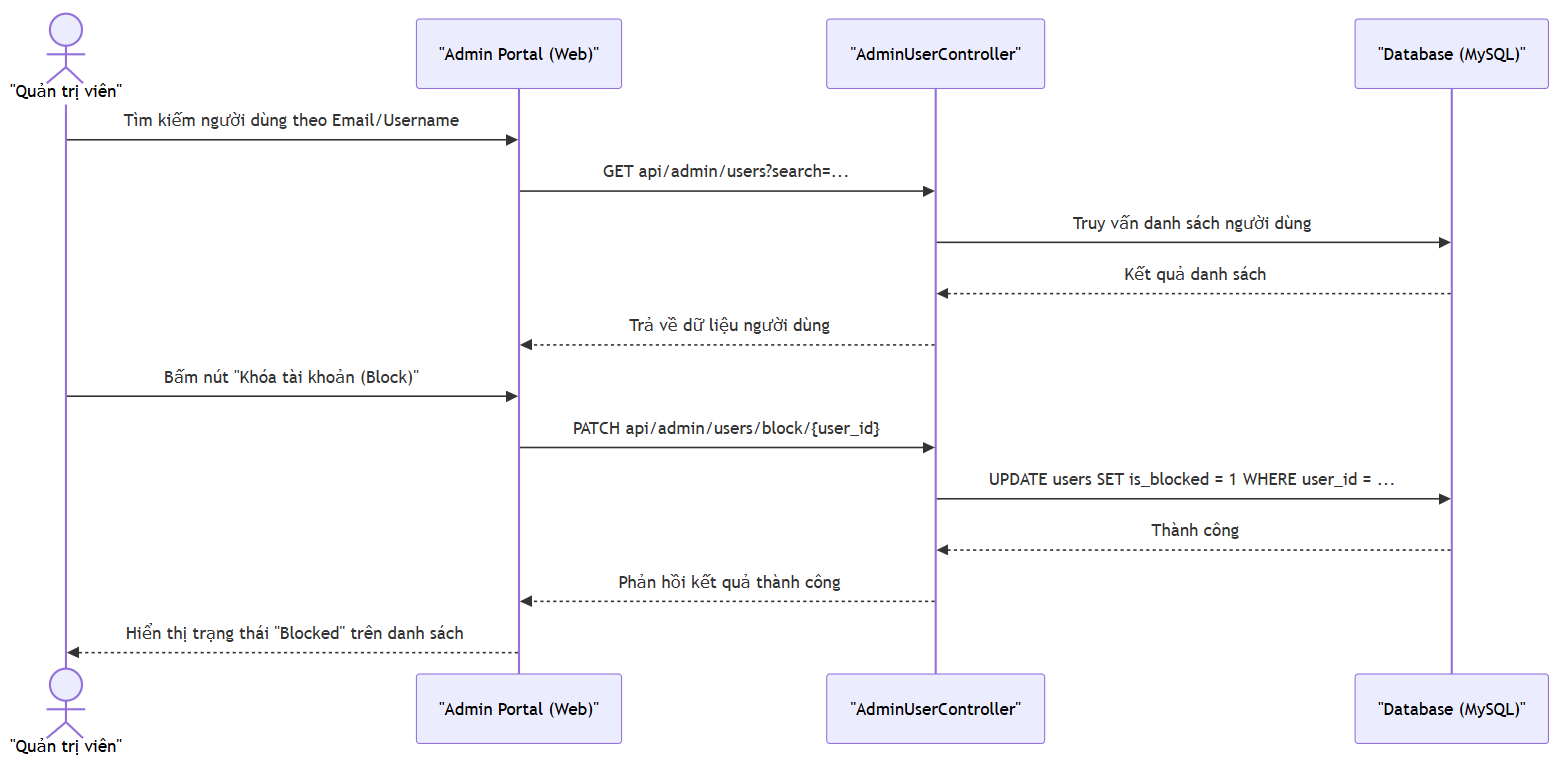 "Quản trị viên"
"Admin Portal (Web)"
"AdminUserController"
"Database (MySQL)"
Tìm kiếm người dùng theo Email/Username
GET api/admin/users?search=...
Truy vấn danh sách người dùng
Kết quả danh sách
Trả về dữ liệu người dùng
Bấm nút "Khóa tài khoản (Block)"
PATCH api/admin/users/block/{user_id}
UPDATE users SET is_blocked = 1 WHERE user_id = ...
Thành công
Phản hồi kết quả thành công
Hiển thị trạng thái "Blocked" trên danh sách
"Quản trị viên"
"Admin Portal (Web)"
"AdminUserController"
"Database (MySQL)"